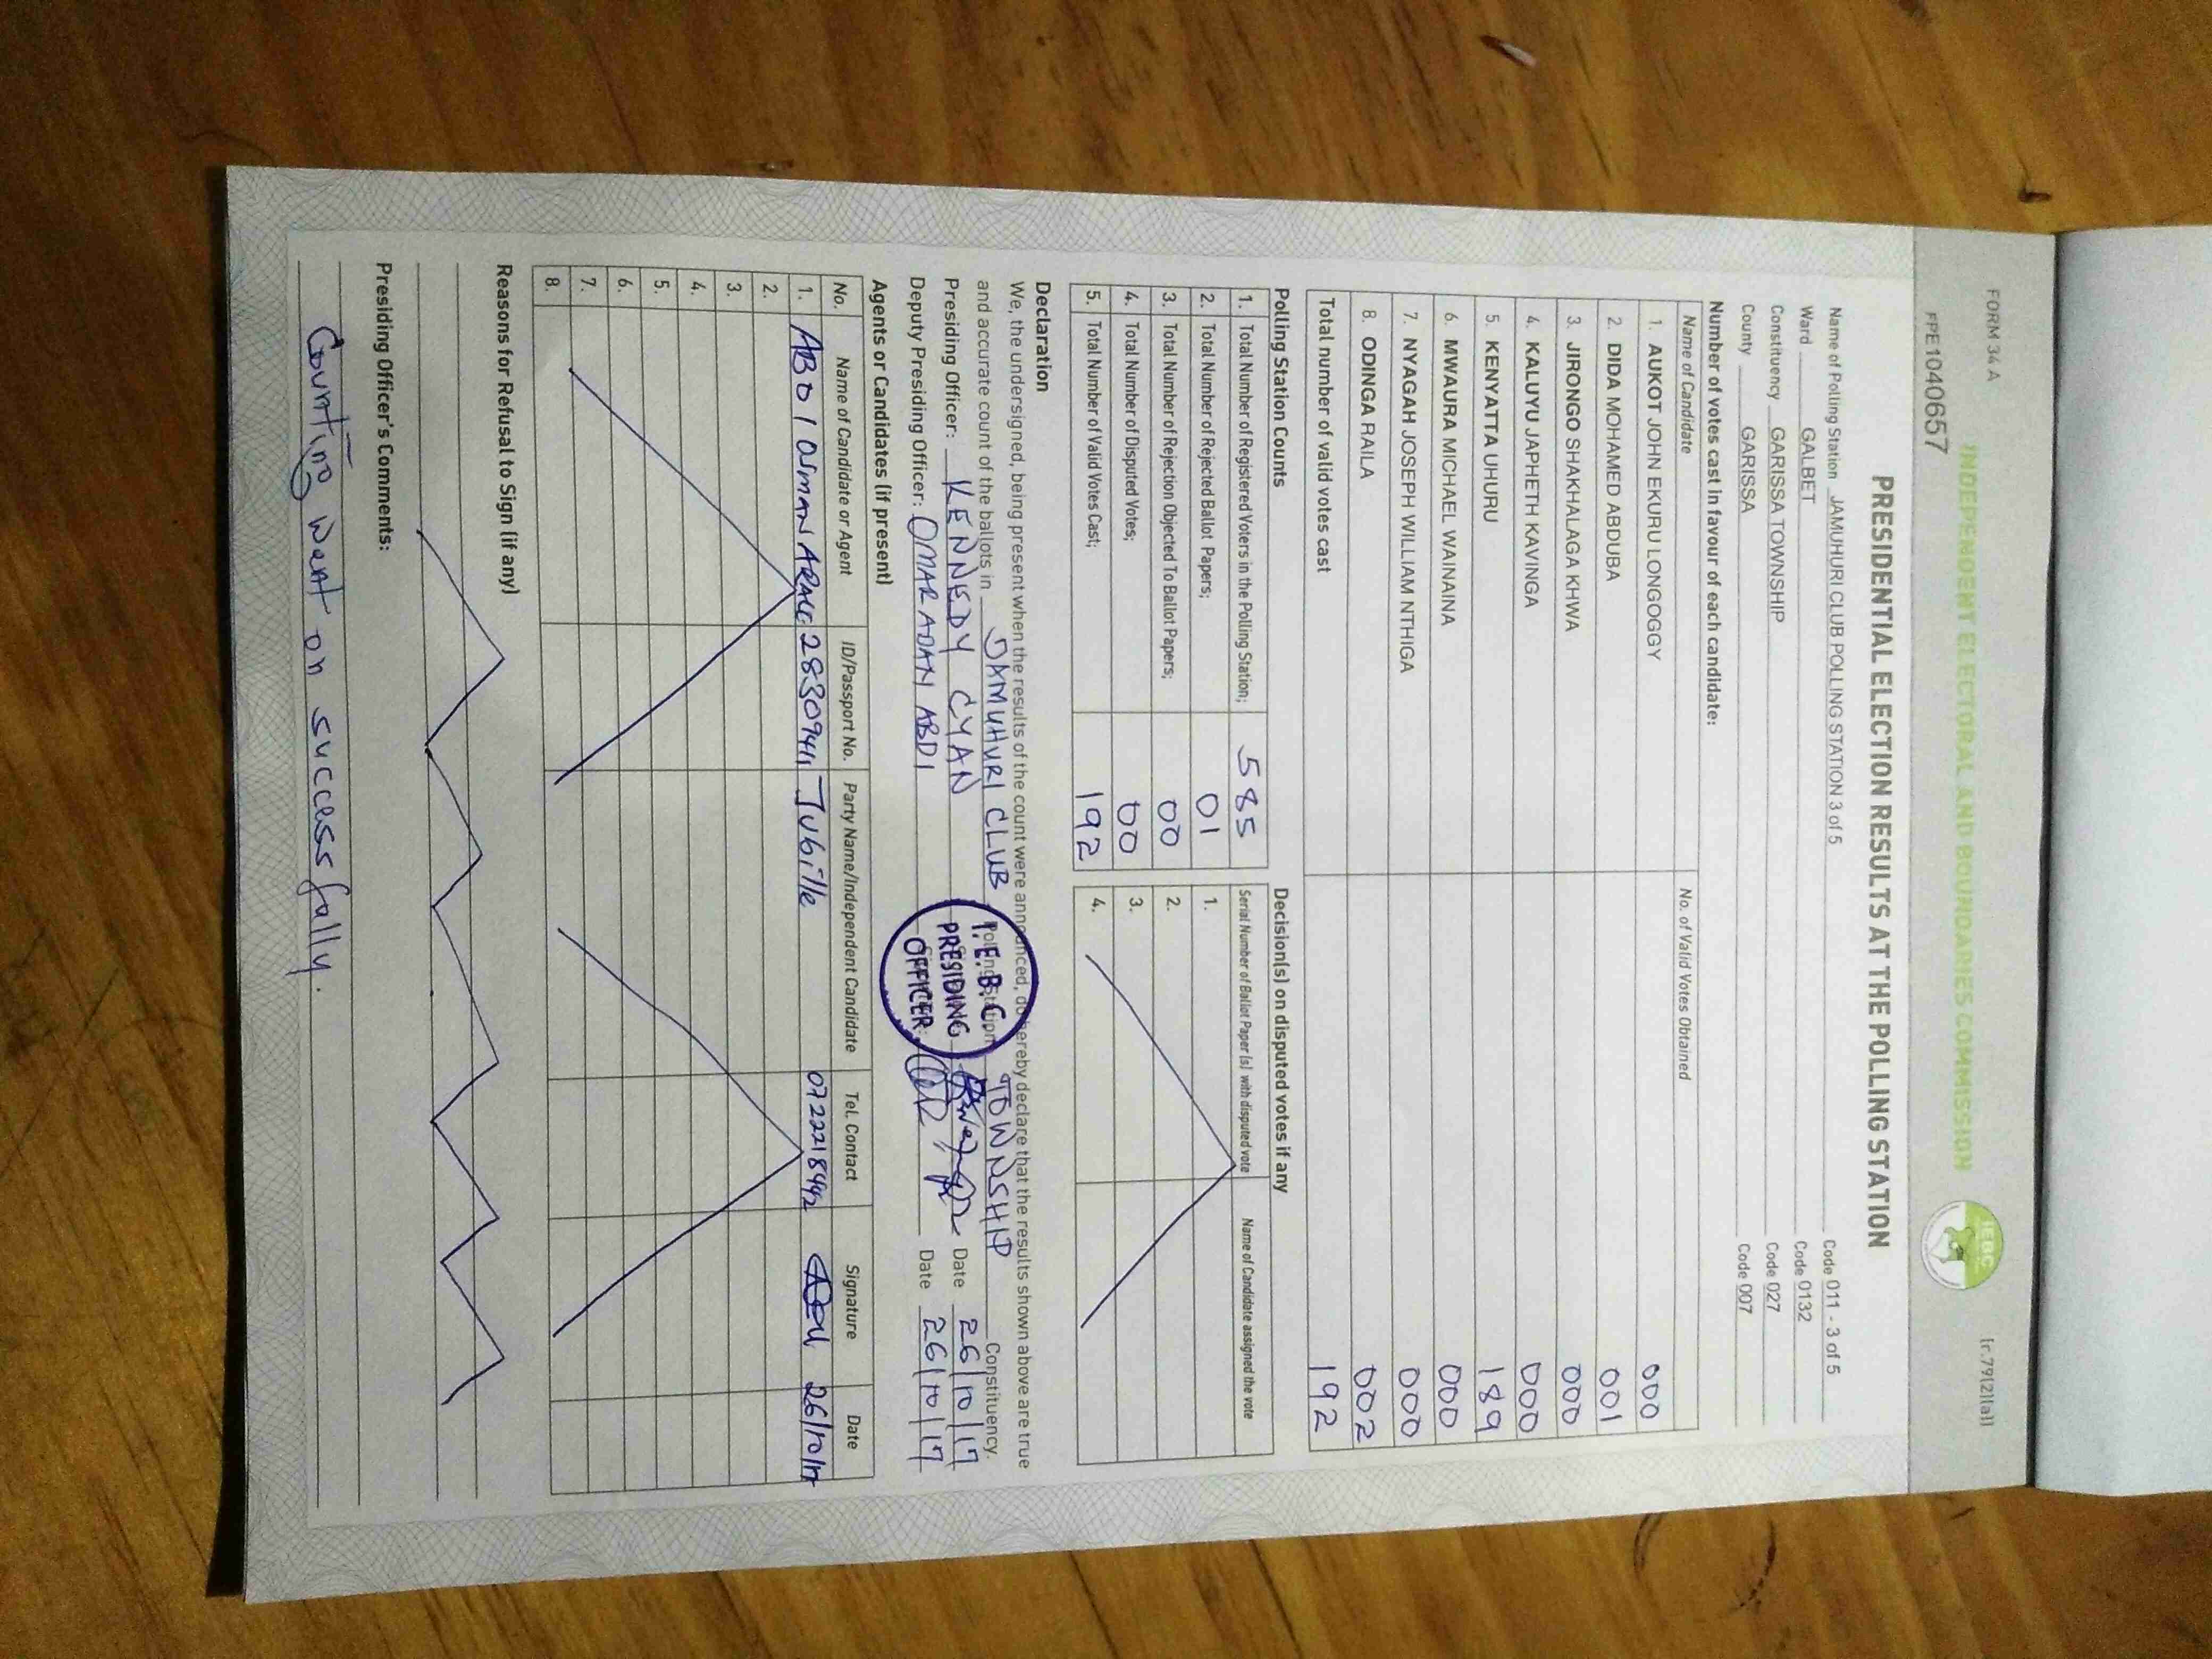 FORM 34 A
(r.79(2)(a))
INDEPENDENT ELECTORAL AND BOUNDARIES COMMISSION
IEBC
FPE1040657
PRESIDENTIAL ELECTION RESULTS AT THE POLLING STATION
Name of Polling Station JAMUHURI CLUB POLLING STATION 3 of 5 Code 011 - 3 of 5
Ward GALBET Code 0132
Constituency GARISSA TOWNSHIP Code 027
County GARISSA Code 007
Number of votes cast in favour of each candidate:
Name of Candidate No. of Valid Votes Obtained
1. AUKOT JOHN EKURU LONGOGGY 000
2. DIDA MOHAMED ABDUBA 001
3. JIRONGO SHAKHALAGA KHWA 000
4. KALUYU JAPHETH KAVINGA 000
5. KENYATTA UHURU 189
6. MWAURA MICHAEL WAINAINA 000
7. NYAGAH JOSEPH WILLIAM NTHIGA 000
8. ODINGA RAILA 002
Total number of valid votes cast 192
Polling Station Counts
1. Total Number of Registered Voters in the Polling Station; 585
2. Total Number of Rejected Ballot Papers; 01
3. Total Number of Rejection Objected To Ballot Papers; 00
4. Total Number of Disputed Votes; 00
5. Total Number of Valid Votes Cast; 192
Decision(s) on disputed votes if any
Serial Number of Ballot Paper (s) with disputed vote Name of Candidate assigned the vote
1.
2.
3.
4.
Declaration
We, the undersigned, being present when the results of the count were announced, do hereby declare that the results shown above are true
and accurate count of the ballots in JAMUHURI CLUB Polling Station TOWNSHIP Constituency.
Presiding Officer: KENNEDY CYAN Date 26/10/17
Deputy Presiding Officer: OMAR ADAN ABDI Date 26/10/17
I.E.B.C.
PRESIDING
OFFICER
Agents or Candidates (if present)
No. Name of Candidate or Agent ID/Passport No. Party Name/Independent Candidate Tel. Contact Signature Date
1. ABDI OSMAN Jubille 26/10/17
2.
3.
4.
5.
6.
7.
8.
Reasons for Refusal to Sign (if any)
Presiding Officer's Comments:
Counting went on successfully.